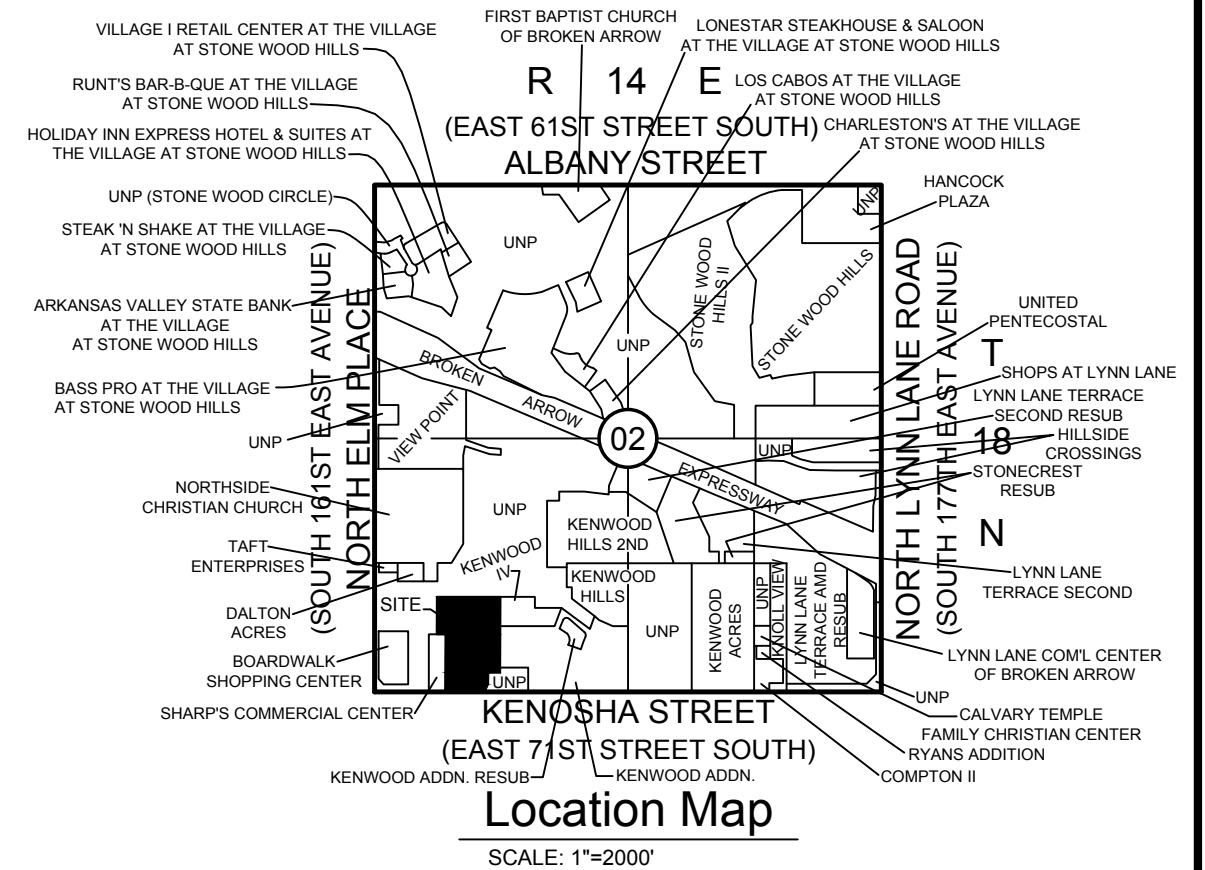 VILLAGE I RETAIL CENTER AT THE VILLAGE
AT STONE WOOD HILLS
FIRST BAPTIST CHURCH
OF BROKEN ARROW
LONESTAR STEAKHOUSE & SALOON
AT THE VILLAGE AT STONE WOOD HILLS
RUNT'S BAR-B-QUE AT THE VILLAGE
AT STONE WOOD HILLS
R 14 E
LOS CABOS AT THE VILLAGE
AT STONE WOOD HILLS
HOLIDAY INN EXPRESS HOTEL & SUITES AT
THE VILLAGE AT STONE WOOD HILLS
(EAST 61ST STREET SOUTH)
ALBANY STREET
CHARLESTON'S AT THE VILLAGE
AT STONE WOOD HILLS
UNP (STONE WOOD CIRCLE)
STEAK 'N SHAKE AT THE VILLAGE
AT STONE WOOD HILLS
ARKANSAS VALLEY STATE BANK
AT THE VILLAGE
AT STONE WOOD HILLS
BASS PRO AT THE VILLAGE
AT STONE WOOD HILLS
UNP
NORTHSIDE
CHRISTIAN CHURCH
TAFT
ENTERPRISES
DALTON
ACRES
SITE
BOARDWALK
SHOPPING CENTER
SHARP'S COMMERCIAL CENTER
(SOUTH 161ST EAST AVENUE)
NORTH ELM PLACE
UNP
UNP
STONE WOOD
HILLS II
STONE WOOD HILLS
UNP
BROKEN
ARROW
EXPRESSWAY
02
VIEW POINT
UNP
UNP
KENWOOD
HILLS 2ND
KENWOOD
IV
KENWOOD
HILLS
UNP
KENWOOD
ACRES
UNP
KNOLL VIEW
LYNN LANE
TERRACE AMD
RESUB
UNP
NORTH LYNN LANE ROAD
(SOUTH 177TH EAST AVENUE)
HANCOCK
PLAZA
UNITED
PENTECOSTAL
T
SHOPS AT LYNN LANE
LYNN LANE TERRACE
SECOND RESUB
18
HILLSIDE
CROSSINGS
STONECREST
RESUB
N
LYNN LANE
TERRACE SECOND
LYNN LANE COM'L CENTER
OF BROKEN ARROW
UNP
CALVARY TEMPLE
FAMILY CHRISTIAN CENTER
RYANS ADDITION
COMPTON II
KENOSHA STREET
(EAST 71ST STREET SOUTH)
KENWOOD ADDN. RESUB
KENWOOD ADDN.
Location Map
SCALE: 1"=2000'